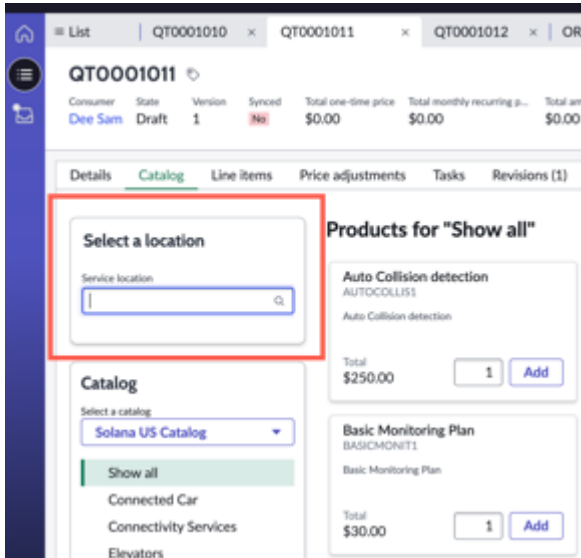 List
QT0001010 ×
QT0001011 ×
QT0001012 ×
QT0001011
Consumer State Version Synced Total one-time price Total monthly recurring p...
Dee Sam Draft 1 No $0.00 $0.00 $0.00
Details Catalog Line items Price adjustments Tasks Revisions (1)
Select a location
Service location
Catalog
Select a catalog
Solana US Catalog
Show all
Connected Car
Connectivity Services
Elevators
Products for "Show all"
Auto Collision detection
AUTOCOLLIS1
Auto Collision detection
Total
$250.00 1 Add
Basic Monitoring Plan
BASICMONIT1
Basic Monitoring Plan
Total
$30.00 1 Add